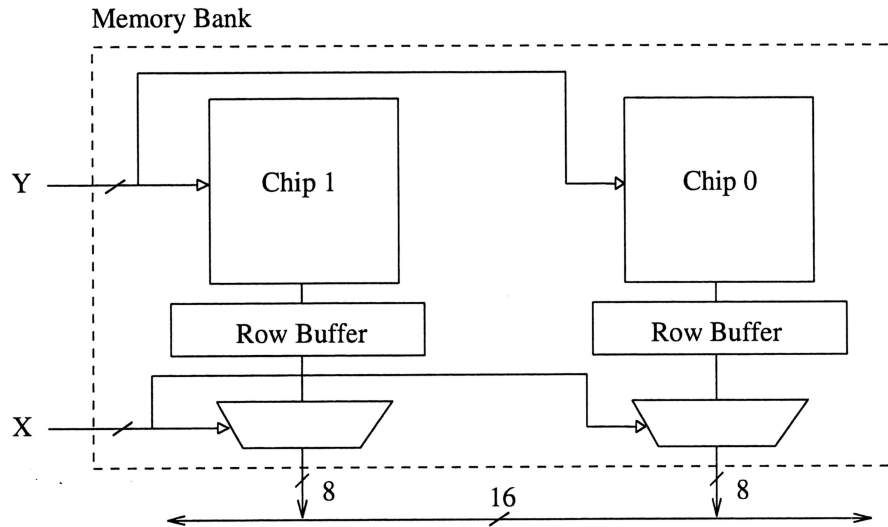 Memory Bank
Y
Chip 1
Chip 0
Row Buffer
Row Buffer
X
8
16
8